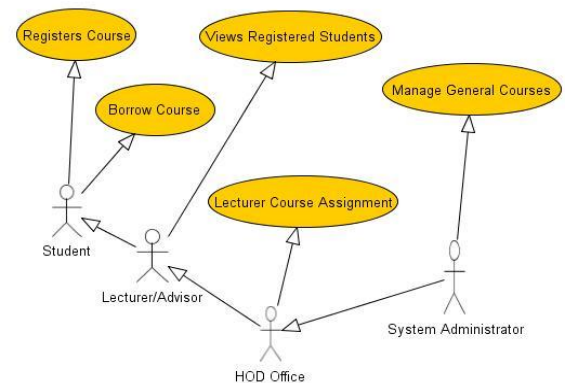 Registers Course
Views Registered Students
Manage General Courses
Borrow Course
Lecturer Course Assignment
Student
Lecturer/Advisor
System Administrator
HOD Office